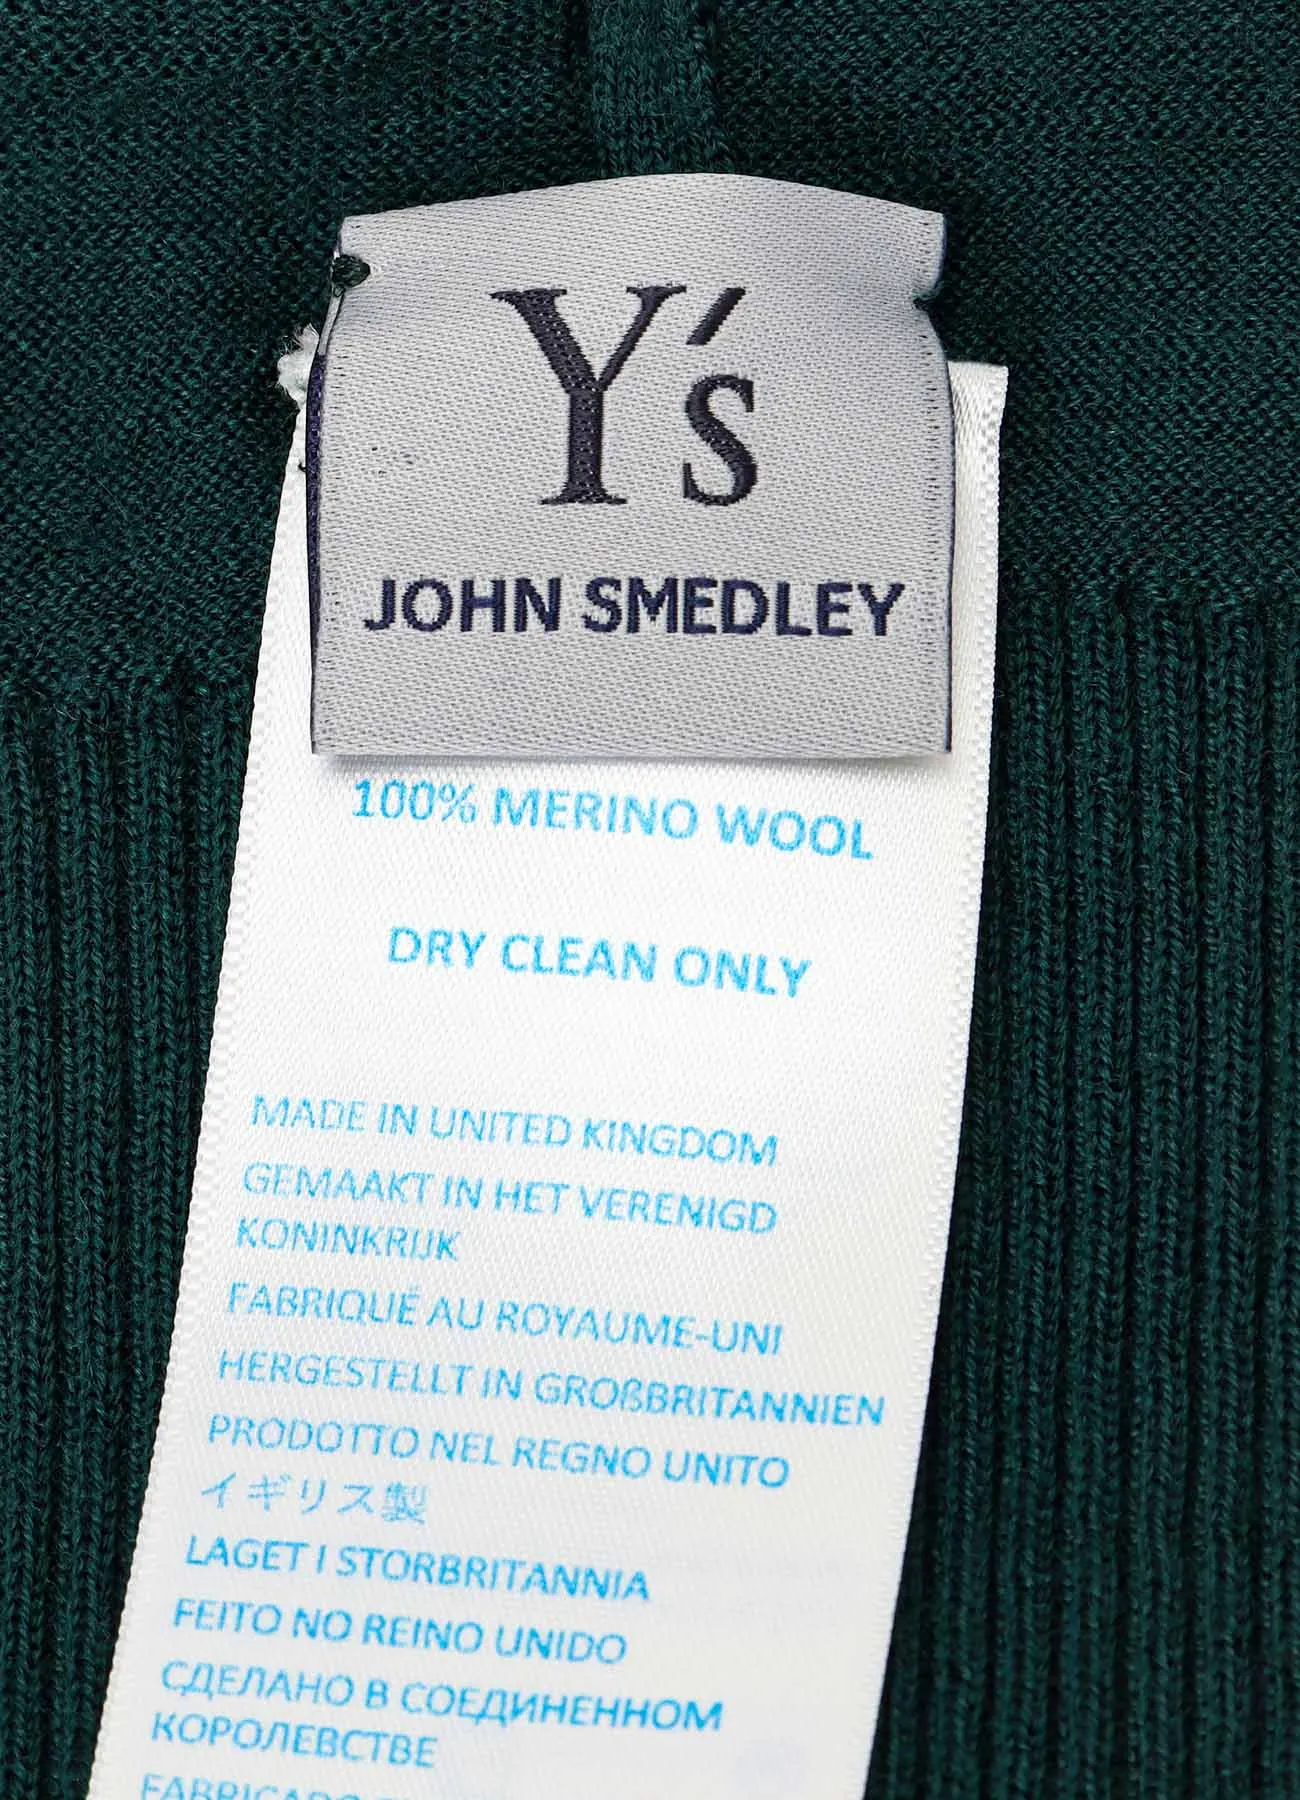 Y's
JOHN SMEDLEY
100% MERINO WOOL
DRY CLEAN ONLY
MADE IN UNITED KINGDOM
GEMAAKT IN HET VERENIGD
KONINKRIJK
FABRIQUÉ AU ROYAUME-UNI
HERGESTELLT IN GROßBRITANNIEN
PRODOTTO NEL REGNO UNITO
イギリス製
LAGET I STORBRITANNIA
FEITO NO REINO UNIDO
СДЕЛАНО В СОЕДИНЕННОМ
КОРОЛЕВСТВЕ
FABRICADO